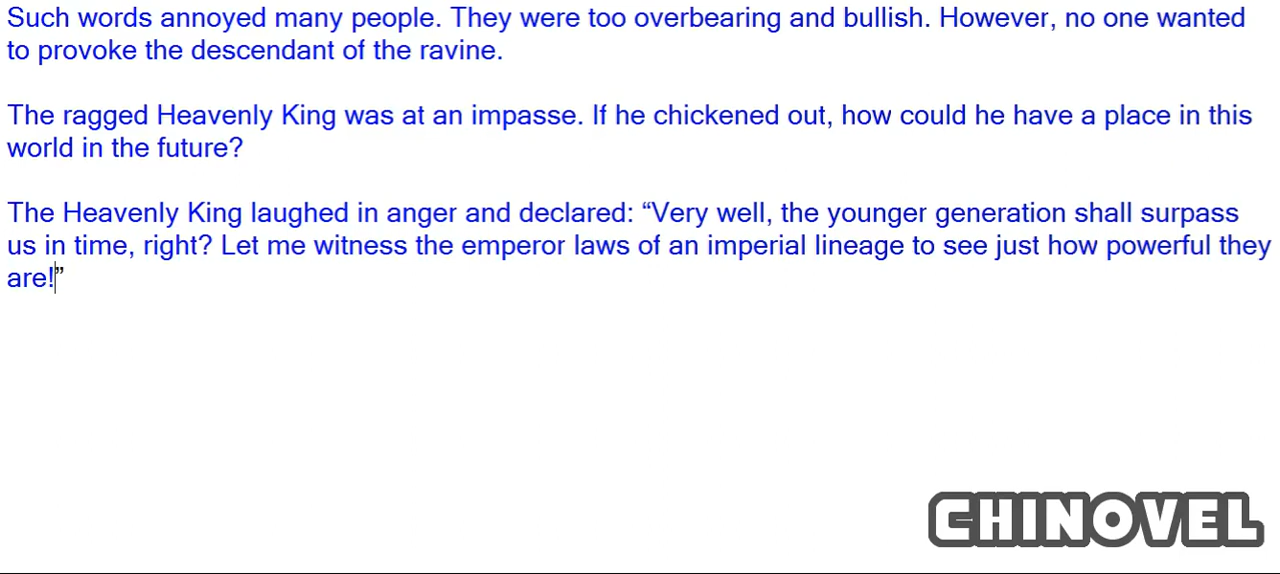 Such words annoyed many people. They were too overbearing and bullish. However, no one wanted
to provoke the descendant of the ravine.
The ragged Heavenly King was at an impasse. If he chickened out, how could he have a place in this
world in the future?
The Heavenly King laughed in anger and declared: “Very well, the younger generation shall surpass
us in time, right? Let me witness the emperor laws of an imperial lineage to see just how powerful they
are!”
CHINOVEL